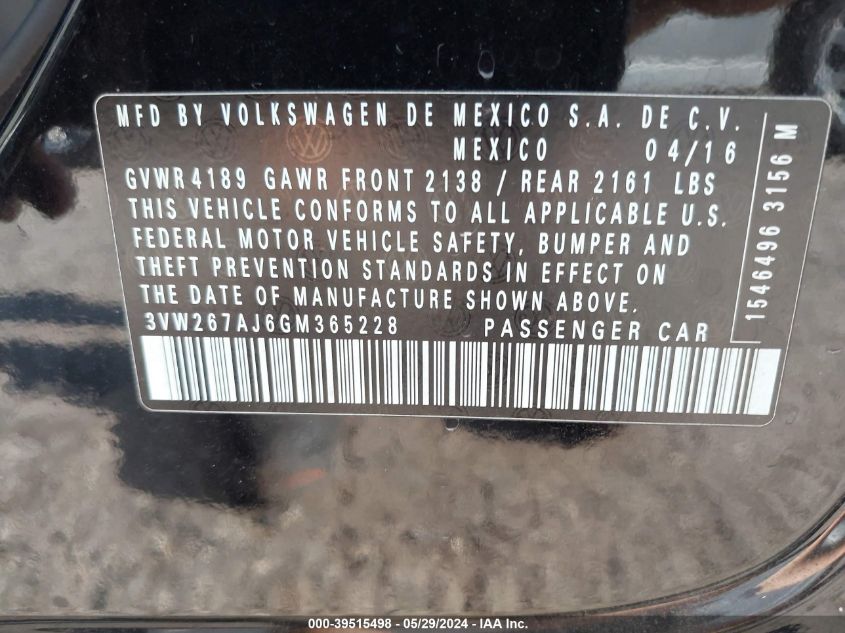 MFD BY VOLKSWAGEN DE MEXICO S.A. DE C.V.
MEXICO 04/16
GVWR 4189 GAWR FRONT 2138 / REAR 2161 LBS
THIS VEHICLE CONFORMS TO ALL APPLICABLE U.S.
FEDERAL MOTOR VEHICLE SAFETY, BUMPER AND
THEFT PREVENTION STANDARDS IN EFFECT ON
THE DATE OF MANUFACTURE SHOWN ABOVE.
3VW267AJ6GM365228 PASSENGER CAR
1546496 3156 M
000-39515498 - 05/29/2024 - IAA Inc.